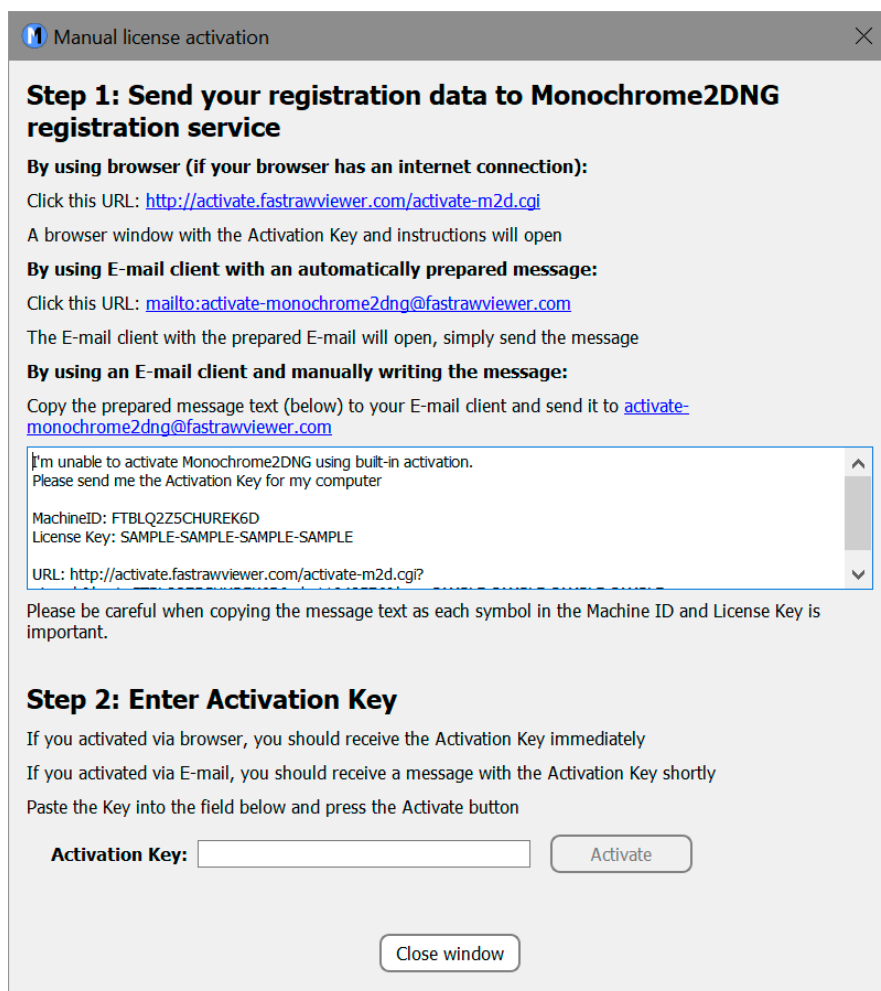 Manual license activation
Step 1: Send your registration data to Monochrome2DNG
registration service
By using browser (if your browser has an internet connection):
Click this URL: http://activate.fastrawviewer.com/activate-m2d.cgi
A browser window with the Activation Key and instructions will open
By using E-mail client with an automatically prepared message:
Click this URL: mailto:activate-monochrome2dng@fastrawviewer.com
The E-mail client with the prepared E-mail will open, simply send the message
By using an E-mail client and manually writing the message:
Copy the prepared message text (below) to your E-mail client and send it to activate-
monochrome2dng@fastrawviewer.com
I'm unable to activate Monochrome2DNG using built-in activation.
Please send me the Activation Key for my computer
MachineID: FTBLQ2Z5CHUREK6D
License Key: SAMPLE-SAMPLE-SAMPLE-SAMPLE
URL: http://activate.fastrawviewer.com/activate-m2d.cgi?
Please be careful when copying the message text as each symbol in the Machine ID and License Key is
important.
Step 2: Enter Activation Key
If you activated via browser, you should receive the Activation Key immediately
If you activated via E-mail, you should receive a message with the Activation Key shortly
Paste the Key into the field below and press the Activate button
Activation Key:
Activate
Close window